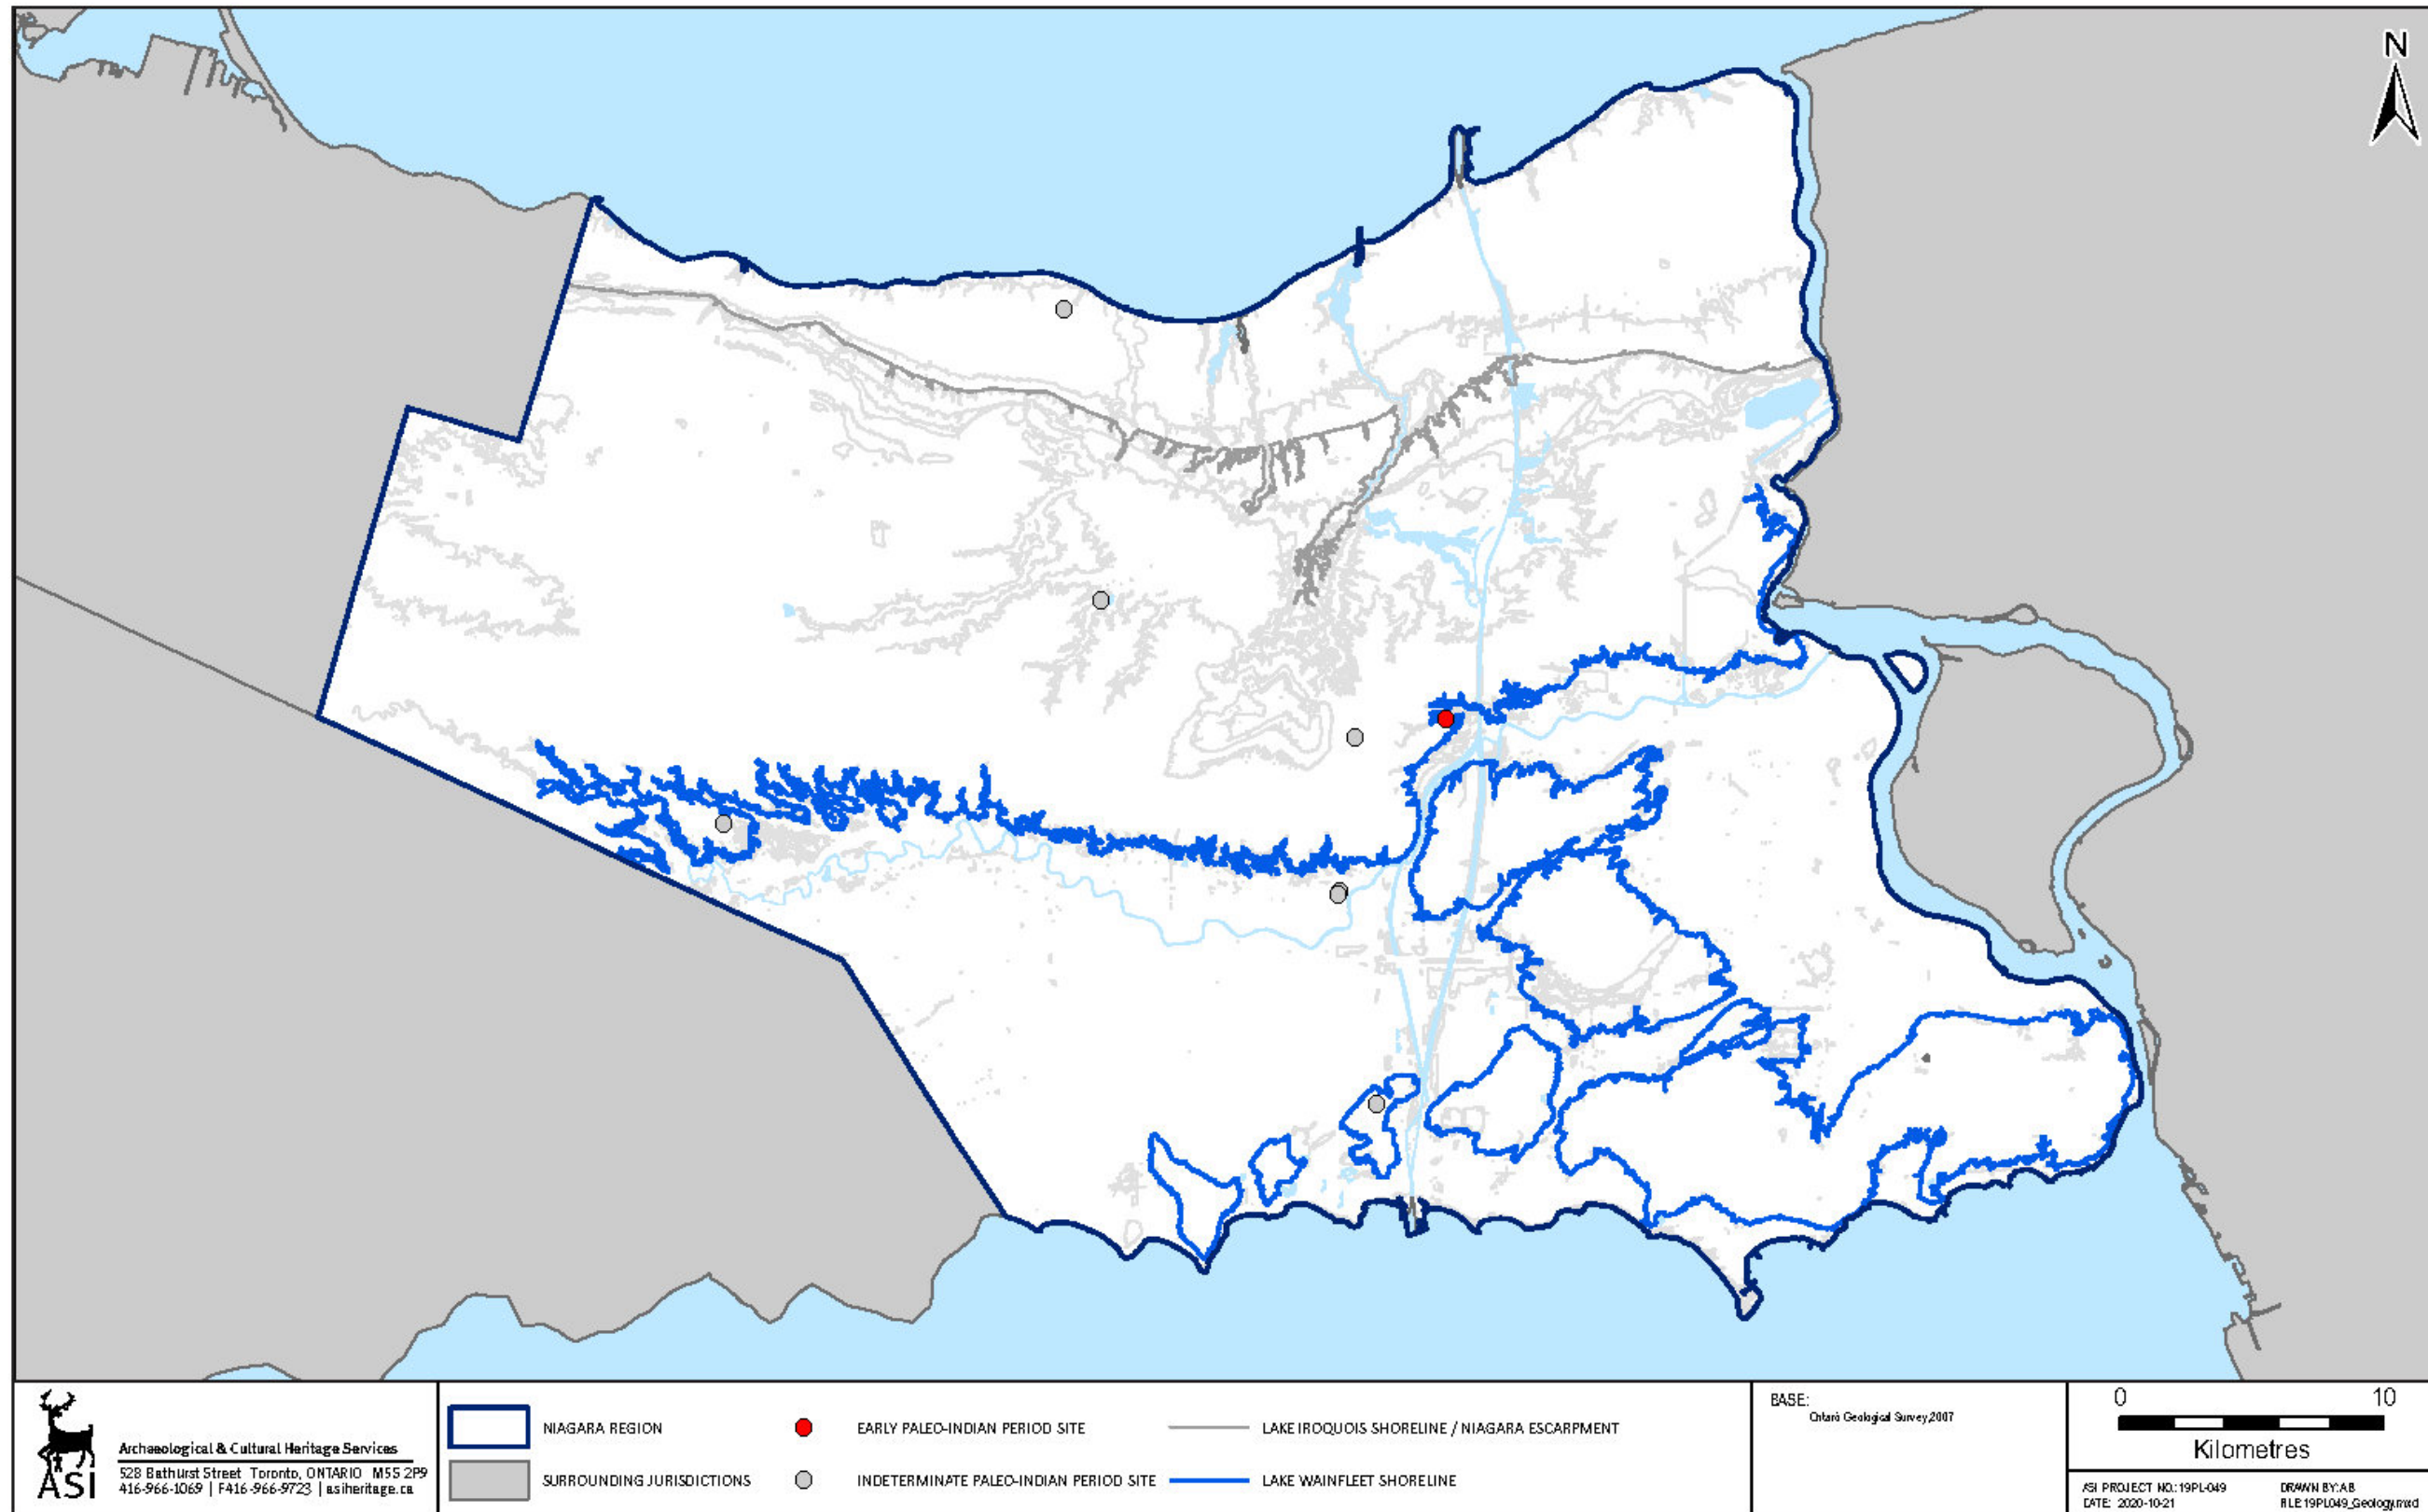 N
ASI
Archaeological & Cultural Heritage Services
528 Bathurst Street Toronto, ONTARIO M5S 2P9
416-966-1069 | F416-966-9723 | asiheritage.ca
NIAGARA REGION
SURROUNDING JURISDICTIONS
EARLY PALEO-INDIAN PERIOD SITE
INDETERMINATE PALEO-INDIAN PERIOD SITE
LAKE IROQUOIS SHORELINE / NIAGARA ESCARPMENT
LAKE WAINFLEET SHORELINE
BASE:
Geological Survey,2007
0 10
Kilometres
ASI PROJECT NO.: 19PL-049
DATE: 2020-10-21
DRAWN BY:AB
FILE 19PL049_Geology.mxd